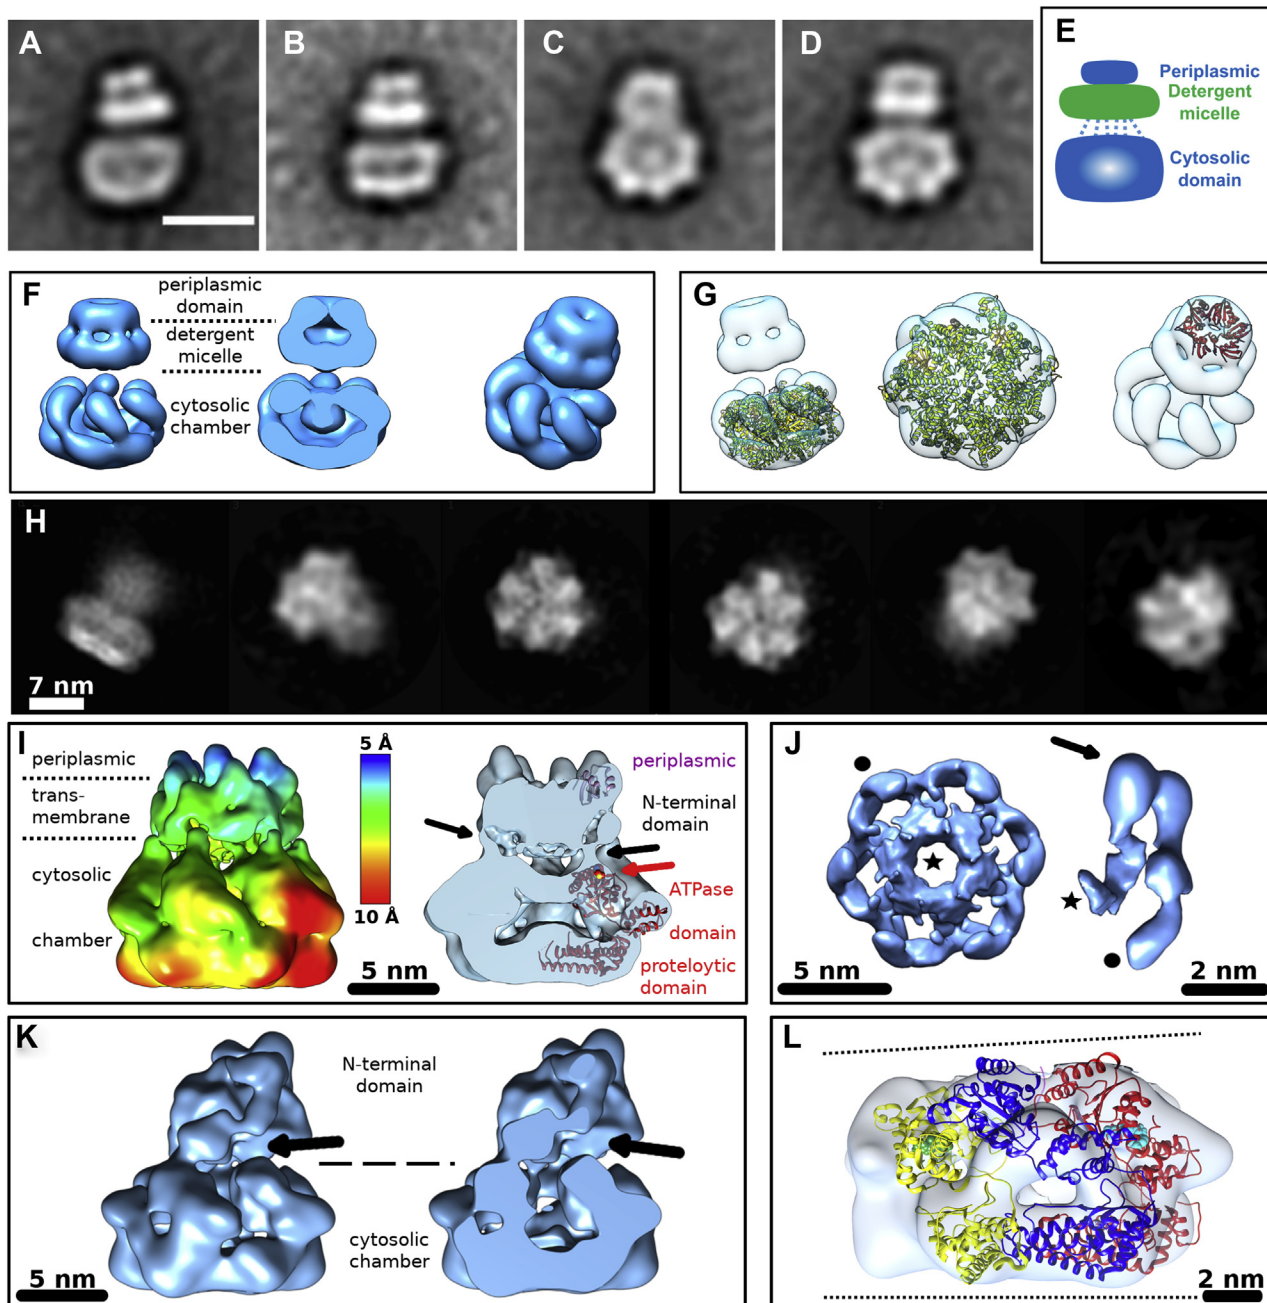 A
B
C
D
E
Periplasmic
Detergent
micelle
Cytosolic
domain
F
periplasmic
domain
detergent
micelle
cytosolic
chamber
G
H
7 nm
I
periplasmic
trans-
membrane
cytosolic
chamber
5 Å
10 Å
5 nm
periplasmic
N-terminal
domain
ATPase
domain
proteloytic
domain
J
5 nm
2 nm
K
N-terminal
domain
cytosolic
chamber
5 nm
L
2 nm